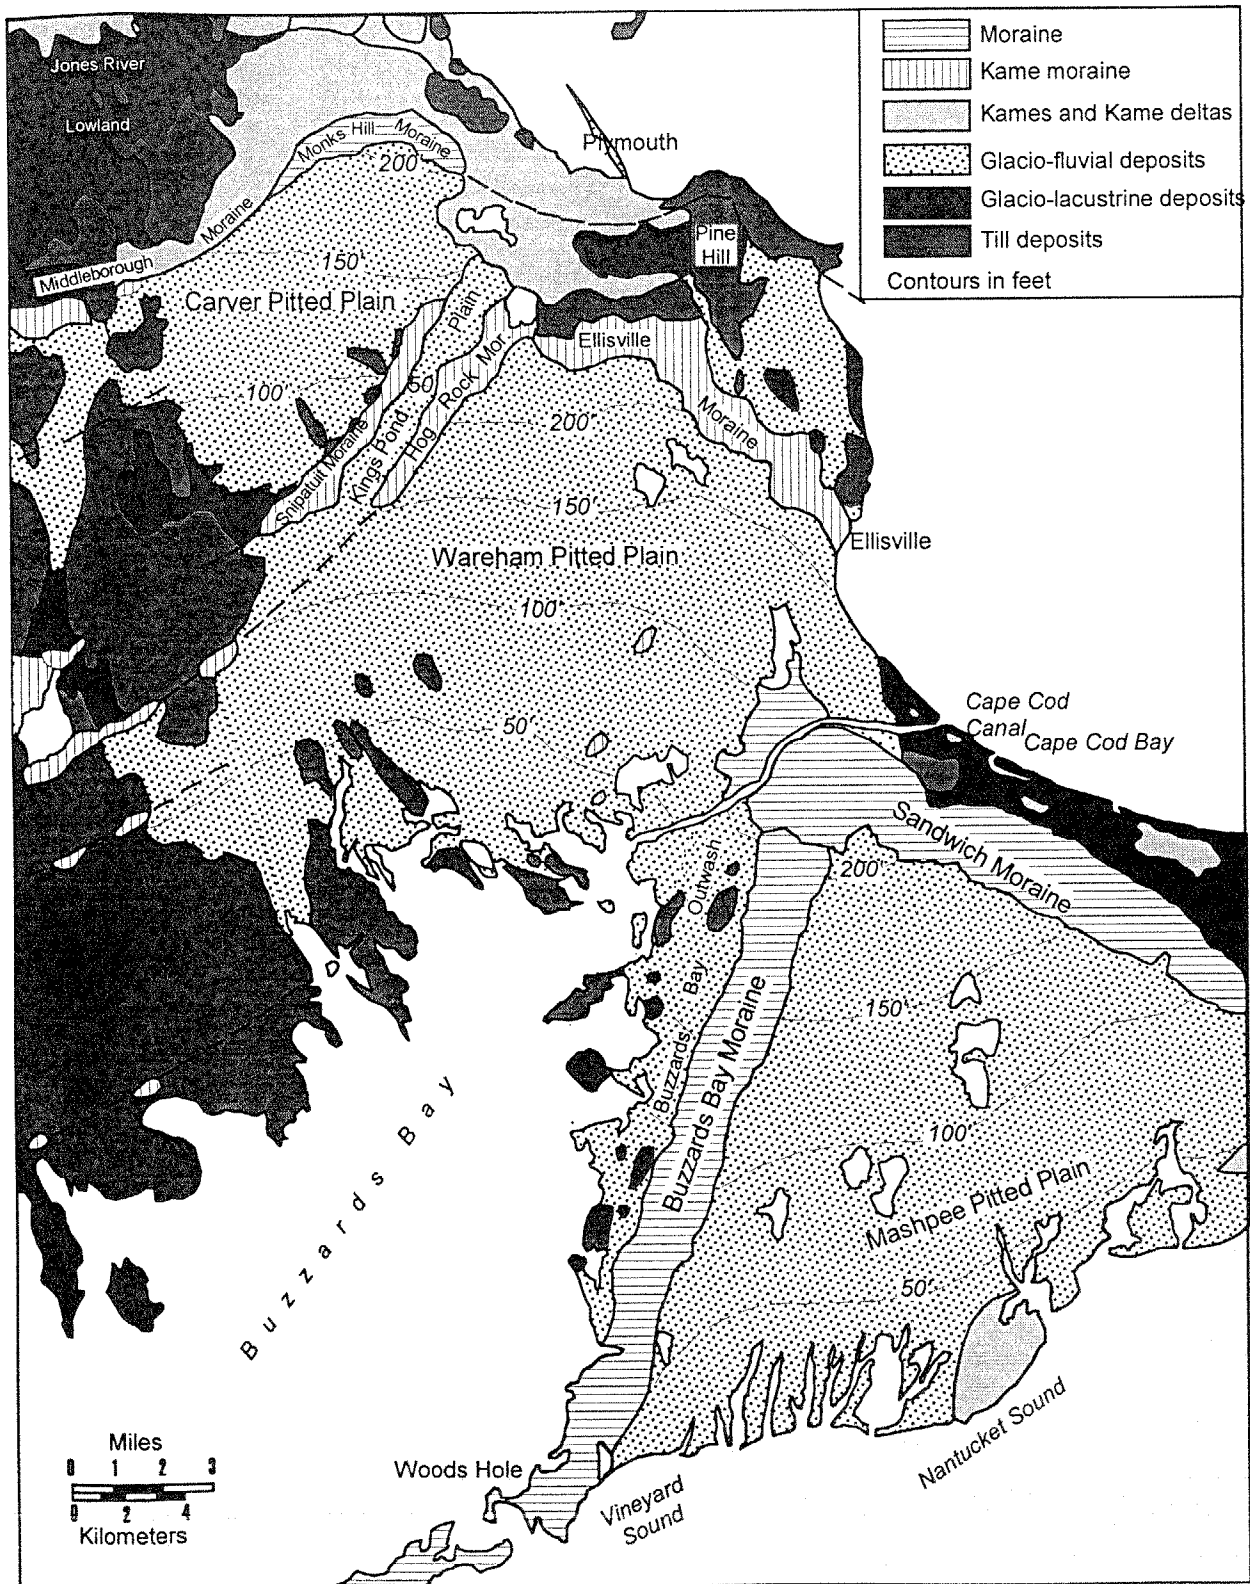 Moraine
Kame moraine
Kames and Kame deltas
Glacio-fluvial deposits
Glacio-lacustrine deposits
Till deposits
Contours in feet
Jones River
Lowland
Monks Hill Moraine
200'
Plymouth
Moraine
Middleborough
150'
Carver Pitted Plain
Pine
Hill
Plain
Ellisville
100'
50'
Hog Rock Mor
Kings Pond
Snipatuit Moraine
200'
Moraine
150'
Ellisville
Wareham Pitted Plain
100'
50'
Cape Cod
Canal
Cape Cod Bay
Sandwich Moraine
200'
Buzzards Bay Outwash
Buzzards Bay Moraine
150'
100'
Mashpee Pitted Plain
50'
Buzzards Bay
Miles
0 1 2 3
0 2 4
Kilometers
Woods Hole
Vineyard
Sound
Nantucket Sound